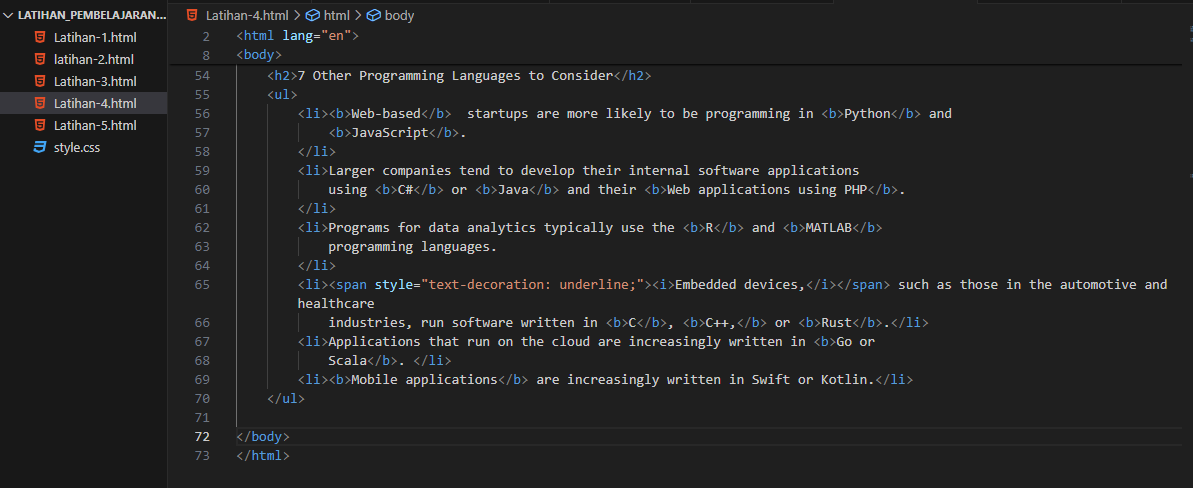 LATIHAN_PEMBELAJARAN...
Latihan-1.html
latihan-2.html
Latihan-3.html
Latihan-4.html
Latihan-5.html
style.css
Latihan-4.html > html > body
2 <html lang="en">
8 <body>
54 <h2>7 Other Programming Languages to Consider</h2>
55 <ul>
56 <li><b>Web-based</b>  startups are more likely to be programming in <b>Python</b> and
57 <b>JavaScript</b>.
58 </li>
59 <li>Larger companies tend to develop their internal software applications
60 using <b>C#</b> or <b>Java</b> and their <b>Web applications using PHP</b>.
61 </li>
62 <li>Programs for data analytics typically use the <b>R</b> and <b>MATLAB</b>
63 programming languages.
64 </li>
65 <li><span style="text-decoration: underline;"><i>Embedded devices,</i></span> such as those in the automotive and
healthcare
66 industries, run software written in <b>C</b>, <b>C++,</b> or <b>Rust</b>.</li>
67 <li>Applications that run on the cloud are increasingly written in <b>Go or
68 Scala</b>. </li>
69 <li><b>Mobile applications</b> are increasingly written in Swift or Kotlin.</li>
70 </ul>
71
72 </body>
73 </html>